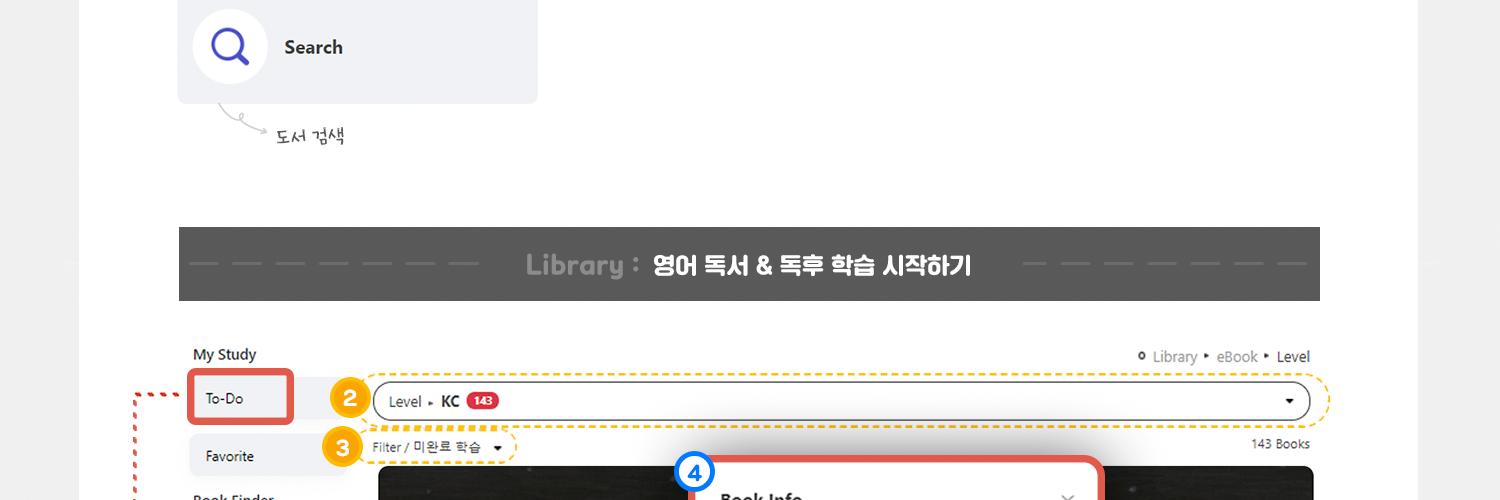 Search
도서 검색
Library : 영어 독서 & 독후 학습 시작하기
My Study
Library ▸ eBook ▸ Level
To-Do
2
Level ▸ KC 143
3
Filter / 미완료 학습
143 Books
Favorite
4
Book Finder
Book Info